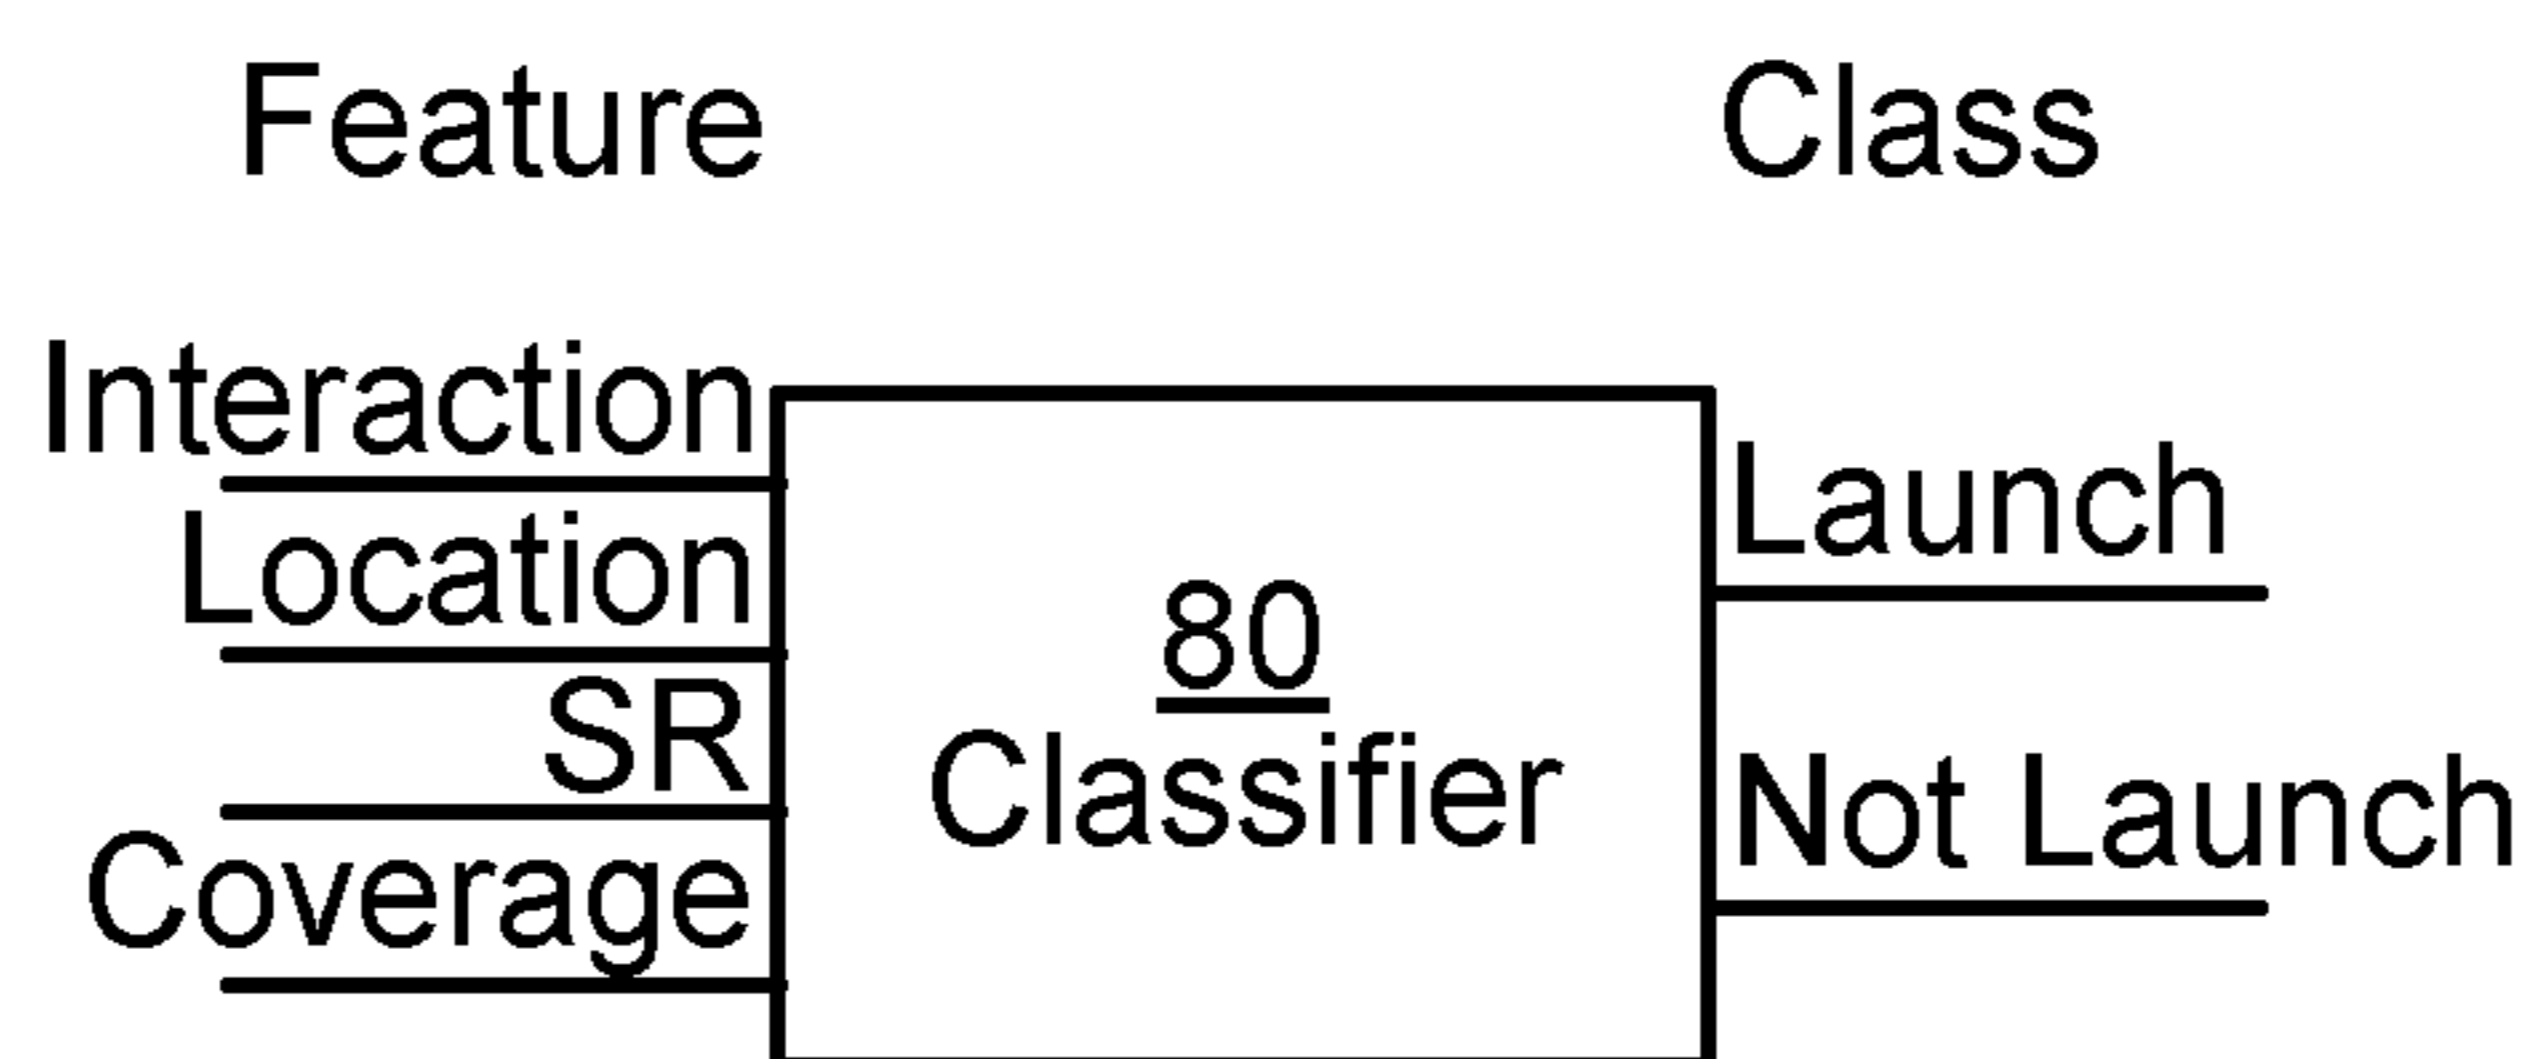 Feature
Class
Interaction
Location
SR
Coverage
80
Classifier
Launch
Not Launch